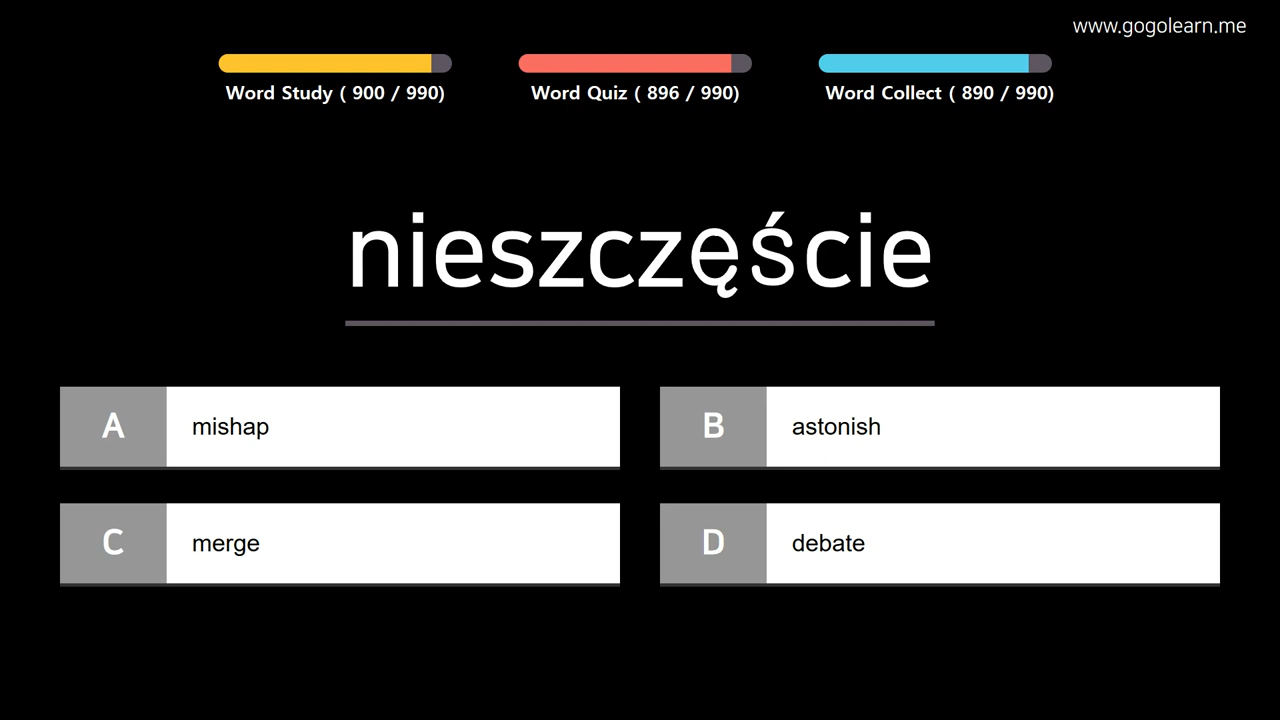 www.gogolearn.me
Word Study ( 900 / 990)
Word Quiz ( 896 / 990)
Word Collect ( 890 / 990)
nieszczęście
A mishap
B astonish
C merge
D debate